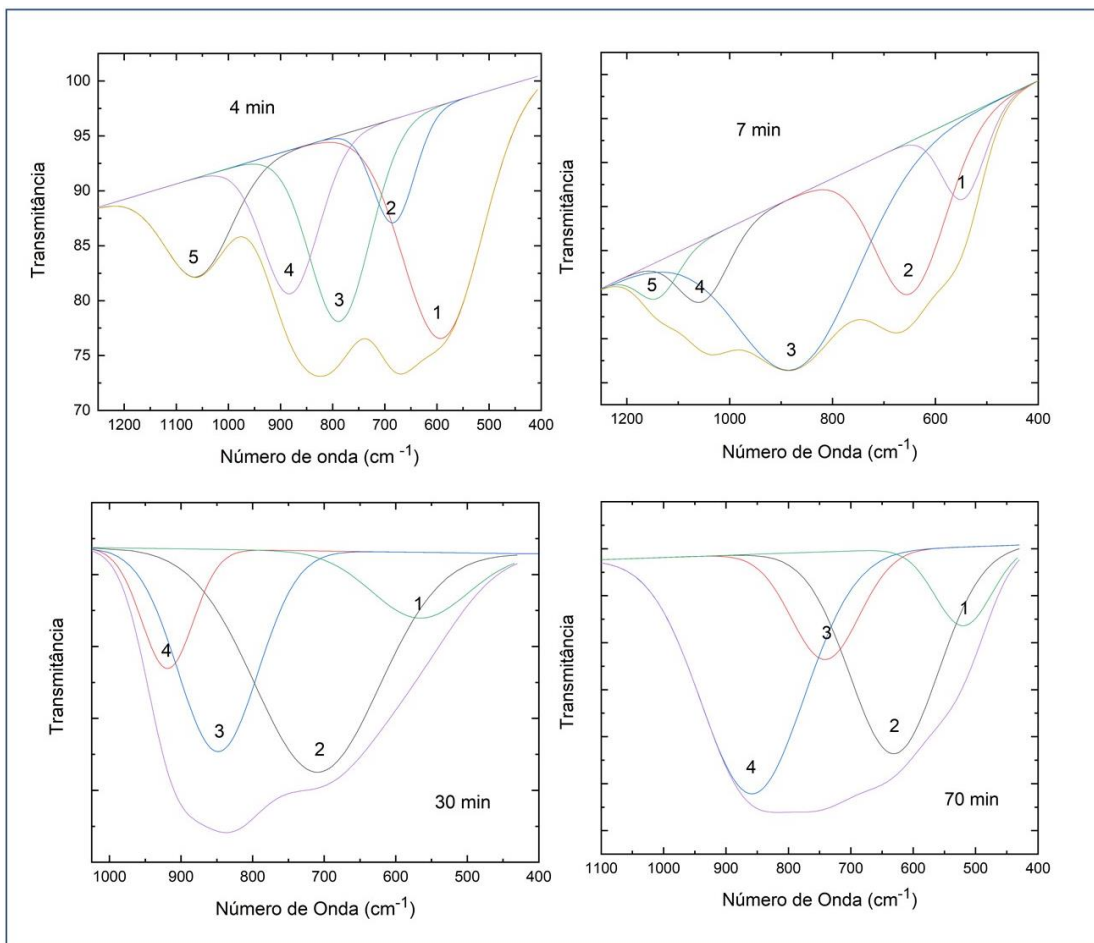 4 min
Transmitância
100
95
90
85
80
75
70
5
4
3
2
1
1200 1100 1000 900 800 700 600 500 400
Número de onda (cm -1)
7 min
Transmitância
5
4
3
2
1
1200 1000 800 600 400
Número de Onda (cm-1)
Transmitância
4
3
2
1
30 min
1000 900 800 700 600 500 400
Número de Onda (cm-1)
Transmitância
4
3
2
1
70 min
1100 1000 900 800 700 600 500 400
Número de Onda (cm-1)